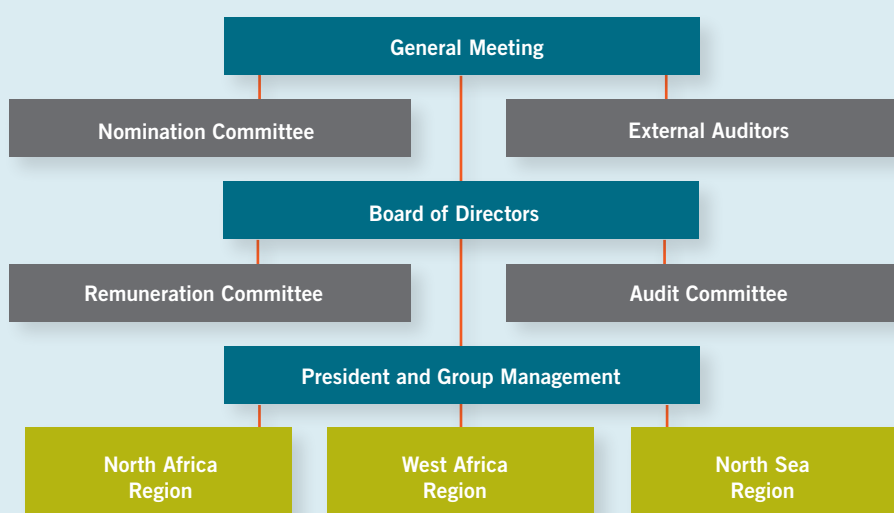 General Meeting
Nomination Committee
External Auditors
Board of Directors
Remuneration Committee
Audit Committee
President and Group Management
North Africa
Region
West Africa
Region
North Sea
Region